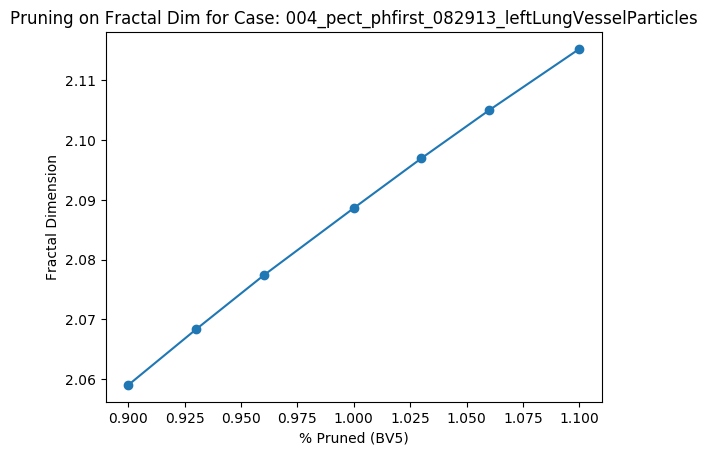 Pruning on Fractal Dim for Case: 004_pect_phfirst_082913_leftLungVesselParticles
Fractal Dimension
2.11
2.10
2.09
2.08
2.07
2.06
0.900 0.925 0.950 0.975 1.000 1.025 1.050 1.075 1.100
% Pruned (BV5)